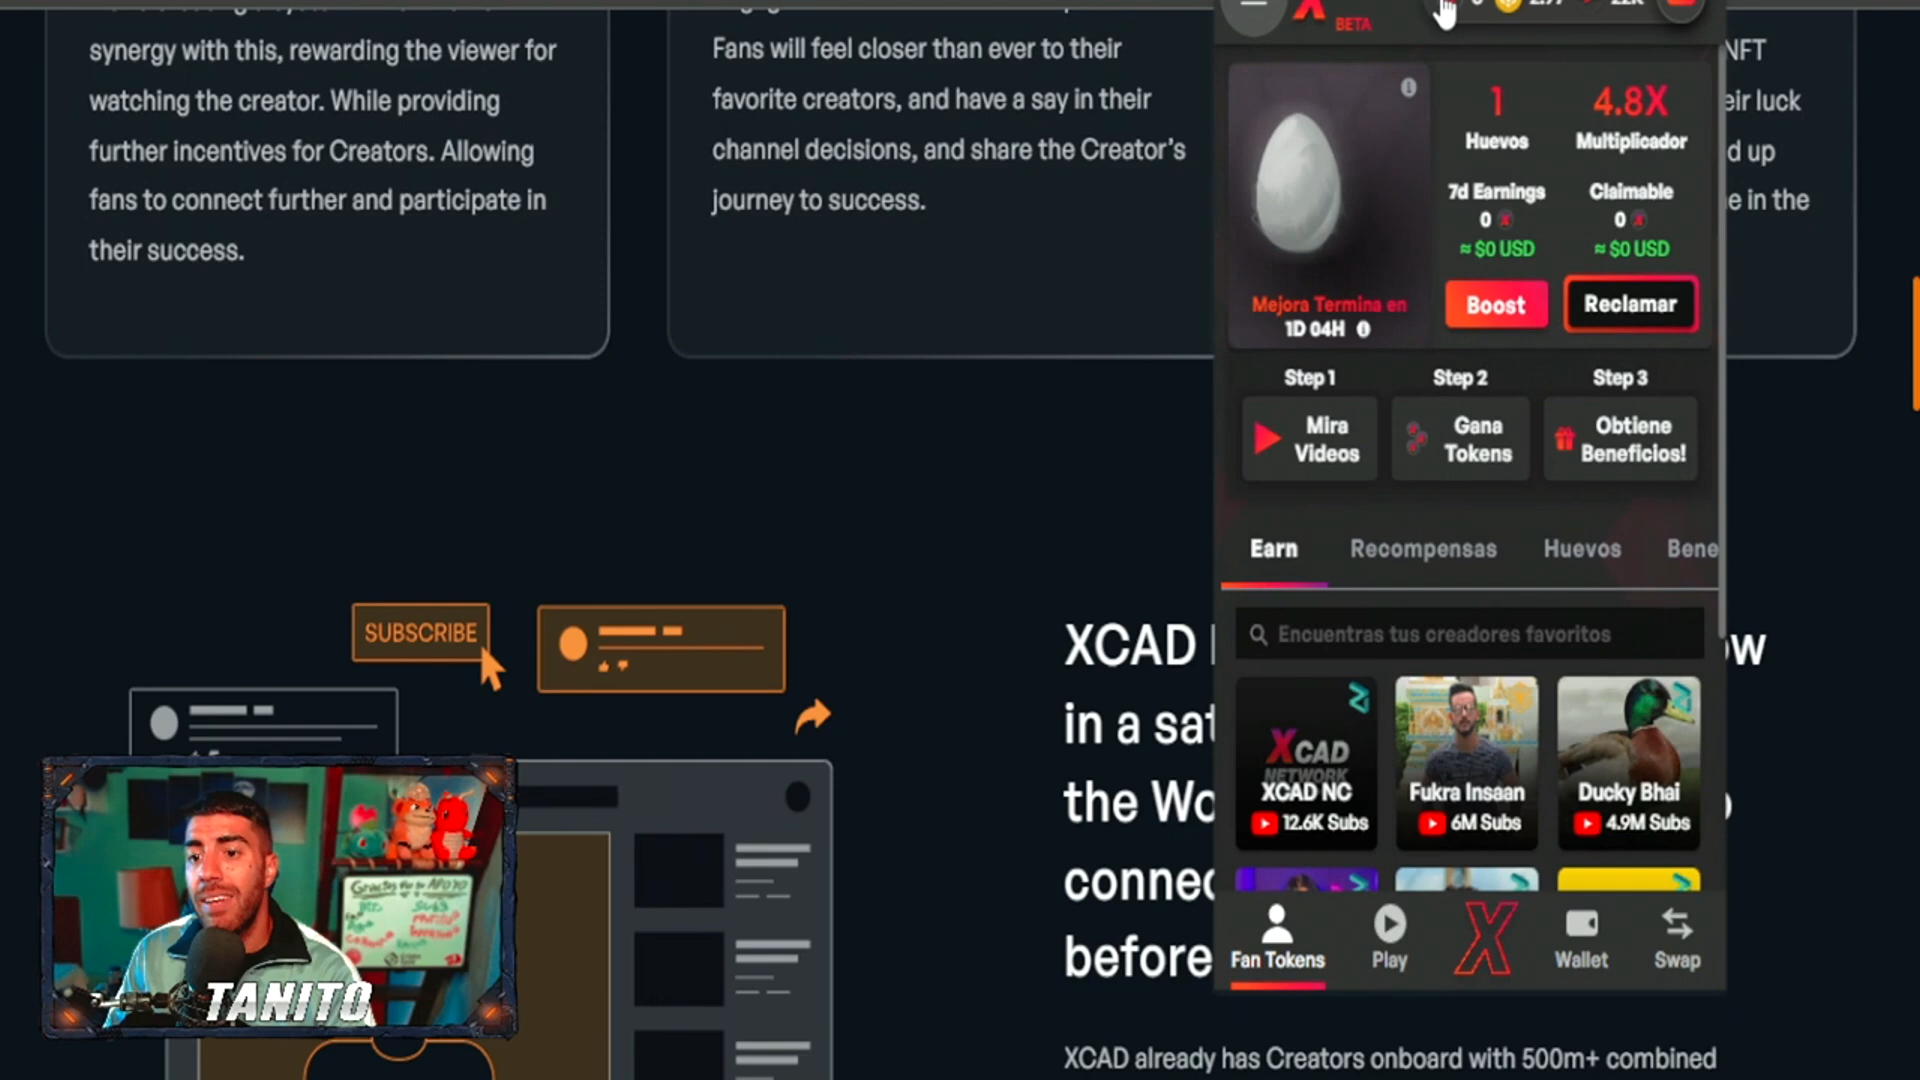 synergy with this, rewarding the viewer for
watching the creator. While providing
further incentives for Creators. Allowing
fans to connect further and participate in
their success.
Fans will feel closer than ever to their
favorite creators, and have a say in their
channel decisions, and share the Creator's
journey to success.
NFT
eir luck
d up
e in the
BETA
1
Huevos
4.8X
Multiplicador
7d Earnings
0
≈ $0 USD
Claimable
0
≈ $0 USD
Mejora Termina en
1D 04H
Boost
Reclamar
Step 1
Step 2
Step 3
Mira
Videos
Gana
Tokens
Obtiene
Beneficios!
Earn
Recompensas
Huevos
Bene
Encuentras tus creadores favoritos
XCAD
NETWORK
XCAD NC
12.6K Subs
Fukra Insaan
6M Subs
Ducky Bhai
4.9M Subs
Fan Tokens
Play
Wallet
Swap
SUBSCRIBE
XCAD
ow
in a sat
the Wo
connec
before
XCAD already has Creators onboard with 500m+ combined
TANITO